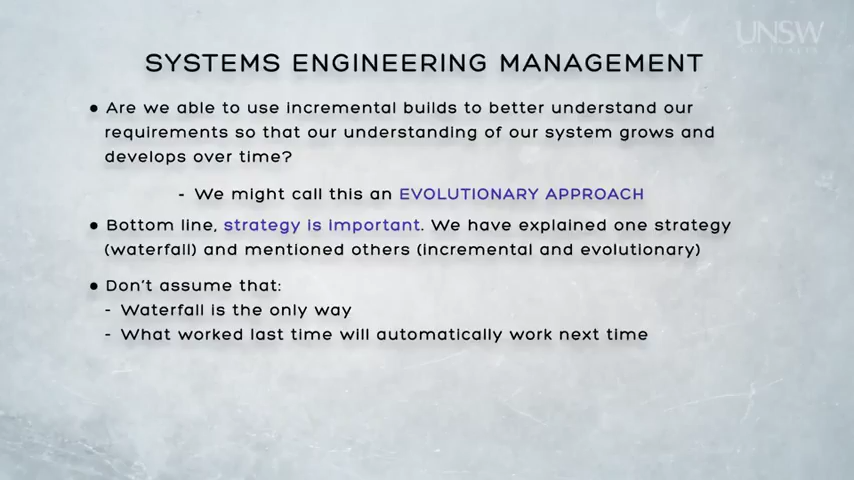 UNSW
AUSTRALIA
SYSTEMS ENGINEERING MANAGEMENT
● Are we able to use incremental builds to better understand our
requirements so that our understanding of our system grows and
develops over time?
- We might call this an EVOLUTIONARY APPROACH
● Bottom line, strategy is important. We have explained one strategy
(waterfall) and mentioned others (incremental and evolutionary)
● Don't assume that:
- Waterfall is the only way
- What worked last time will automatically work next time